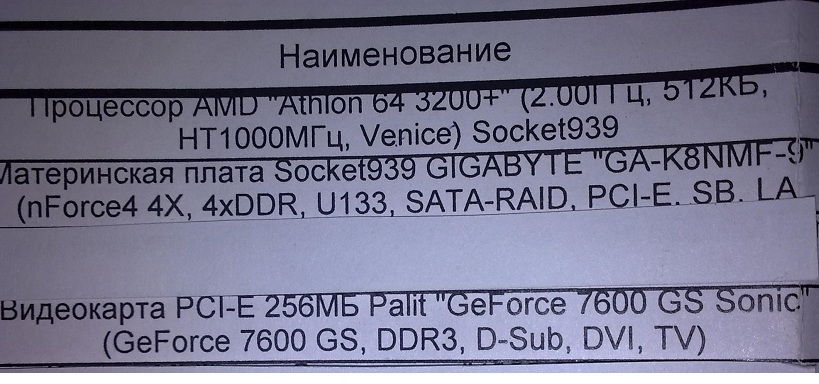 Наименование
Процессор AMD "Athlon 64 3200+" (2.00ГГц, 512КБ,
HT1000МГц, Venice) Socket939
Материнская плата Socket939 GIGABYTE "GA-K8NMF-9"
(nForce4 4X, 4xDDR, U133, SATA-RAID, PCI-E, SB, LA
Видеокарта PCI-E 256МБ Palit "GeForce 7600 GS Sonic"
(GeForce 7600 GS, DDR3, D-Sub, DVI, TV)